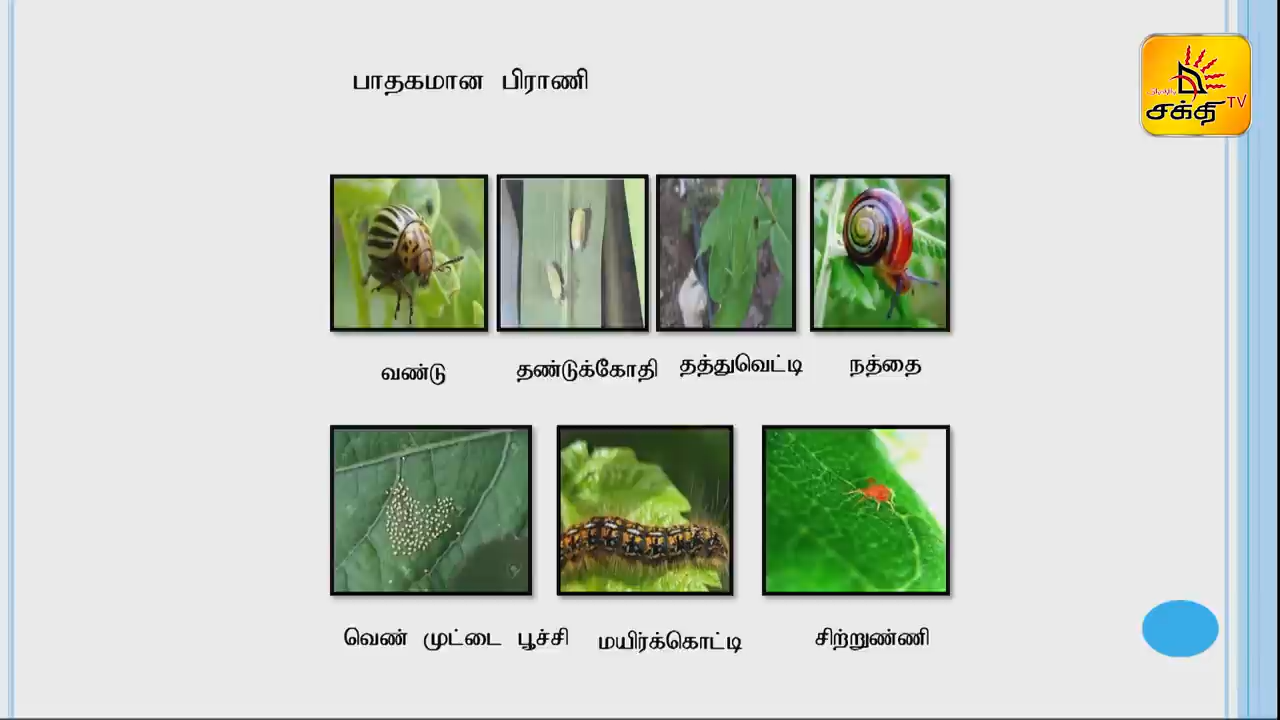 பாதகமான பிராணி
சக்தி TV
வண்டு
தண்டுக்கோதி
தத்துவெட்டி
நத்தை
வெண் முட்டை பூச்சி
மயிர்க்கொட்டி
சிற்றுண்ணி